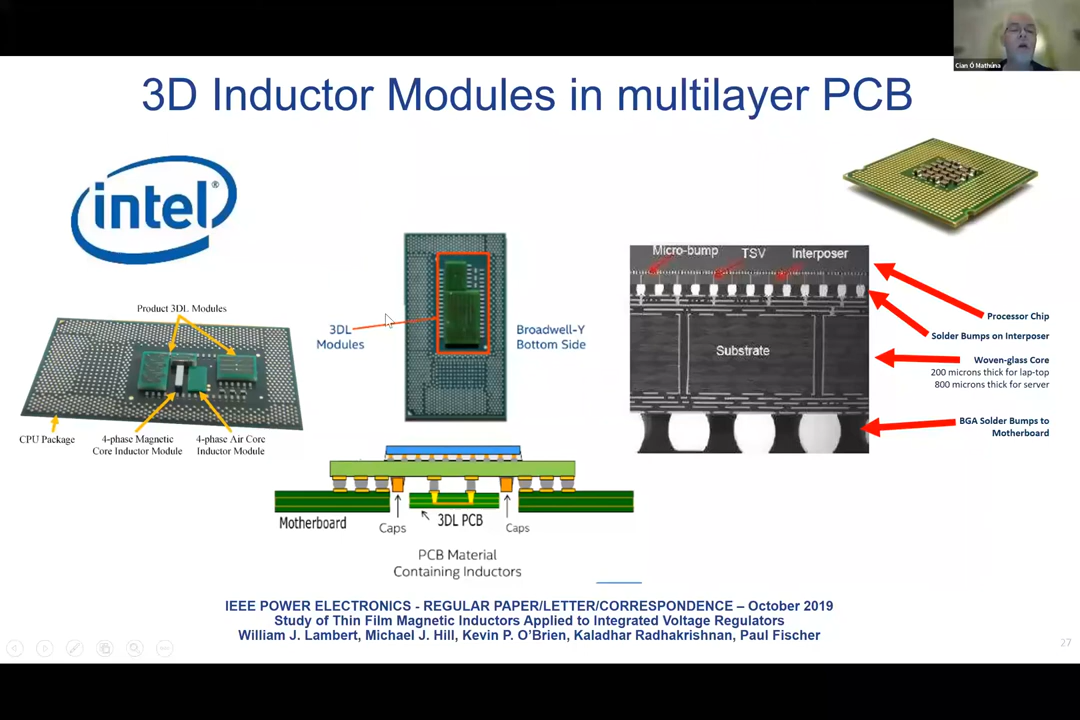 Cian Ó Mathúna
3D Inductor Modules in multilayer PCB
intel®
Product 3DL Modules
CPU Package
4-phase Magnetic
Core Inductor Module
4-phase Air Core
Inductor Module
3DL
Modules
Broadwell-Y
Bottom Side
Micro-bump
TSV
Interposer
Substrate
Processor Chip
Solder Bumps on Interposer
Woven-glass Core
200 microns thick for lap-top
800 microns thick for server
BGA Solder Bumps to
Motherboard
Motherboard
Caps
3DL PCB
Caps
PCB Material
Containing Inductors
IEEE POWER ELECTRONICS - REGULAR PAPER/LETTER/CORRESPONDENCE – October 2019
Study of Thin Film Magnetic Inductors Applied to Integrated Voltage Regulators
William J. Lambert, Michael J. Hill, Kevin P. O’Brien, Kaladhar Radhakrishnan, Paul Fischer
27